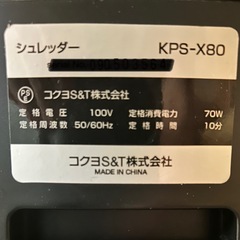 シュレッダー KPS-X80
PS
コクヨS&T株式会社
定格電圧 100V 定格消費電力 70W
定格周波数 50/60Hz 定格時間 10分
コクヨS&T株式会社
MADE IN CHINA